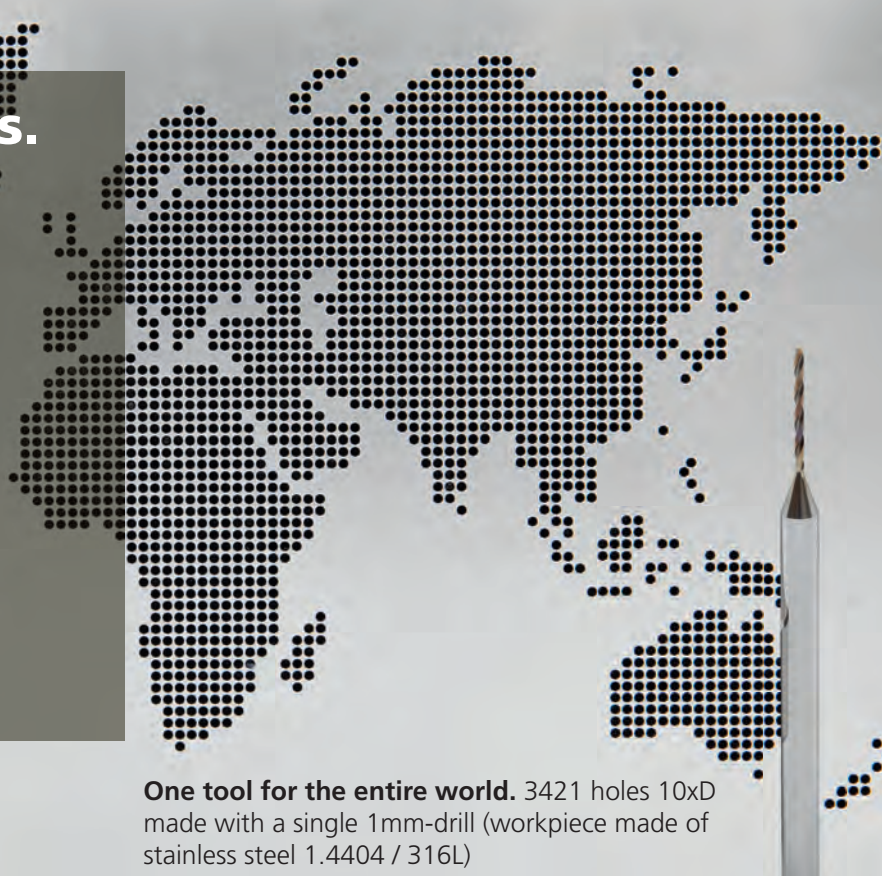 s.
One tool for the entire world. 3421 holes 10xD
made with a single 1mm-drill (workpiece made of
stainless steel 1.4404 / 316L)